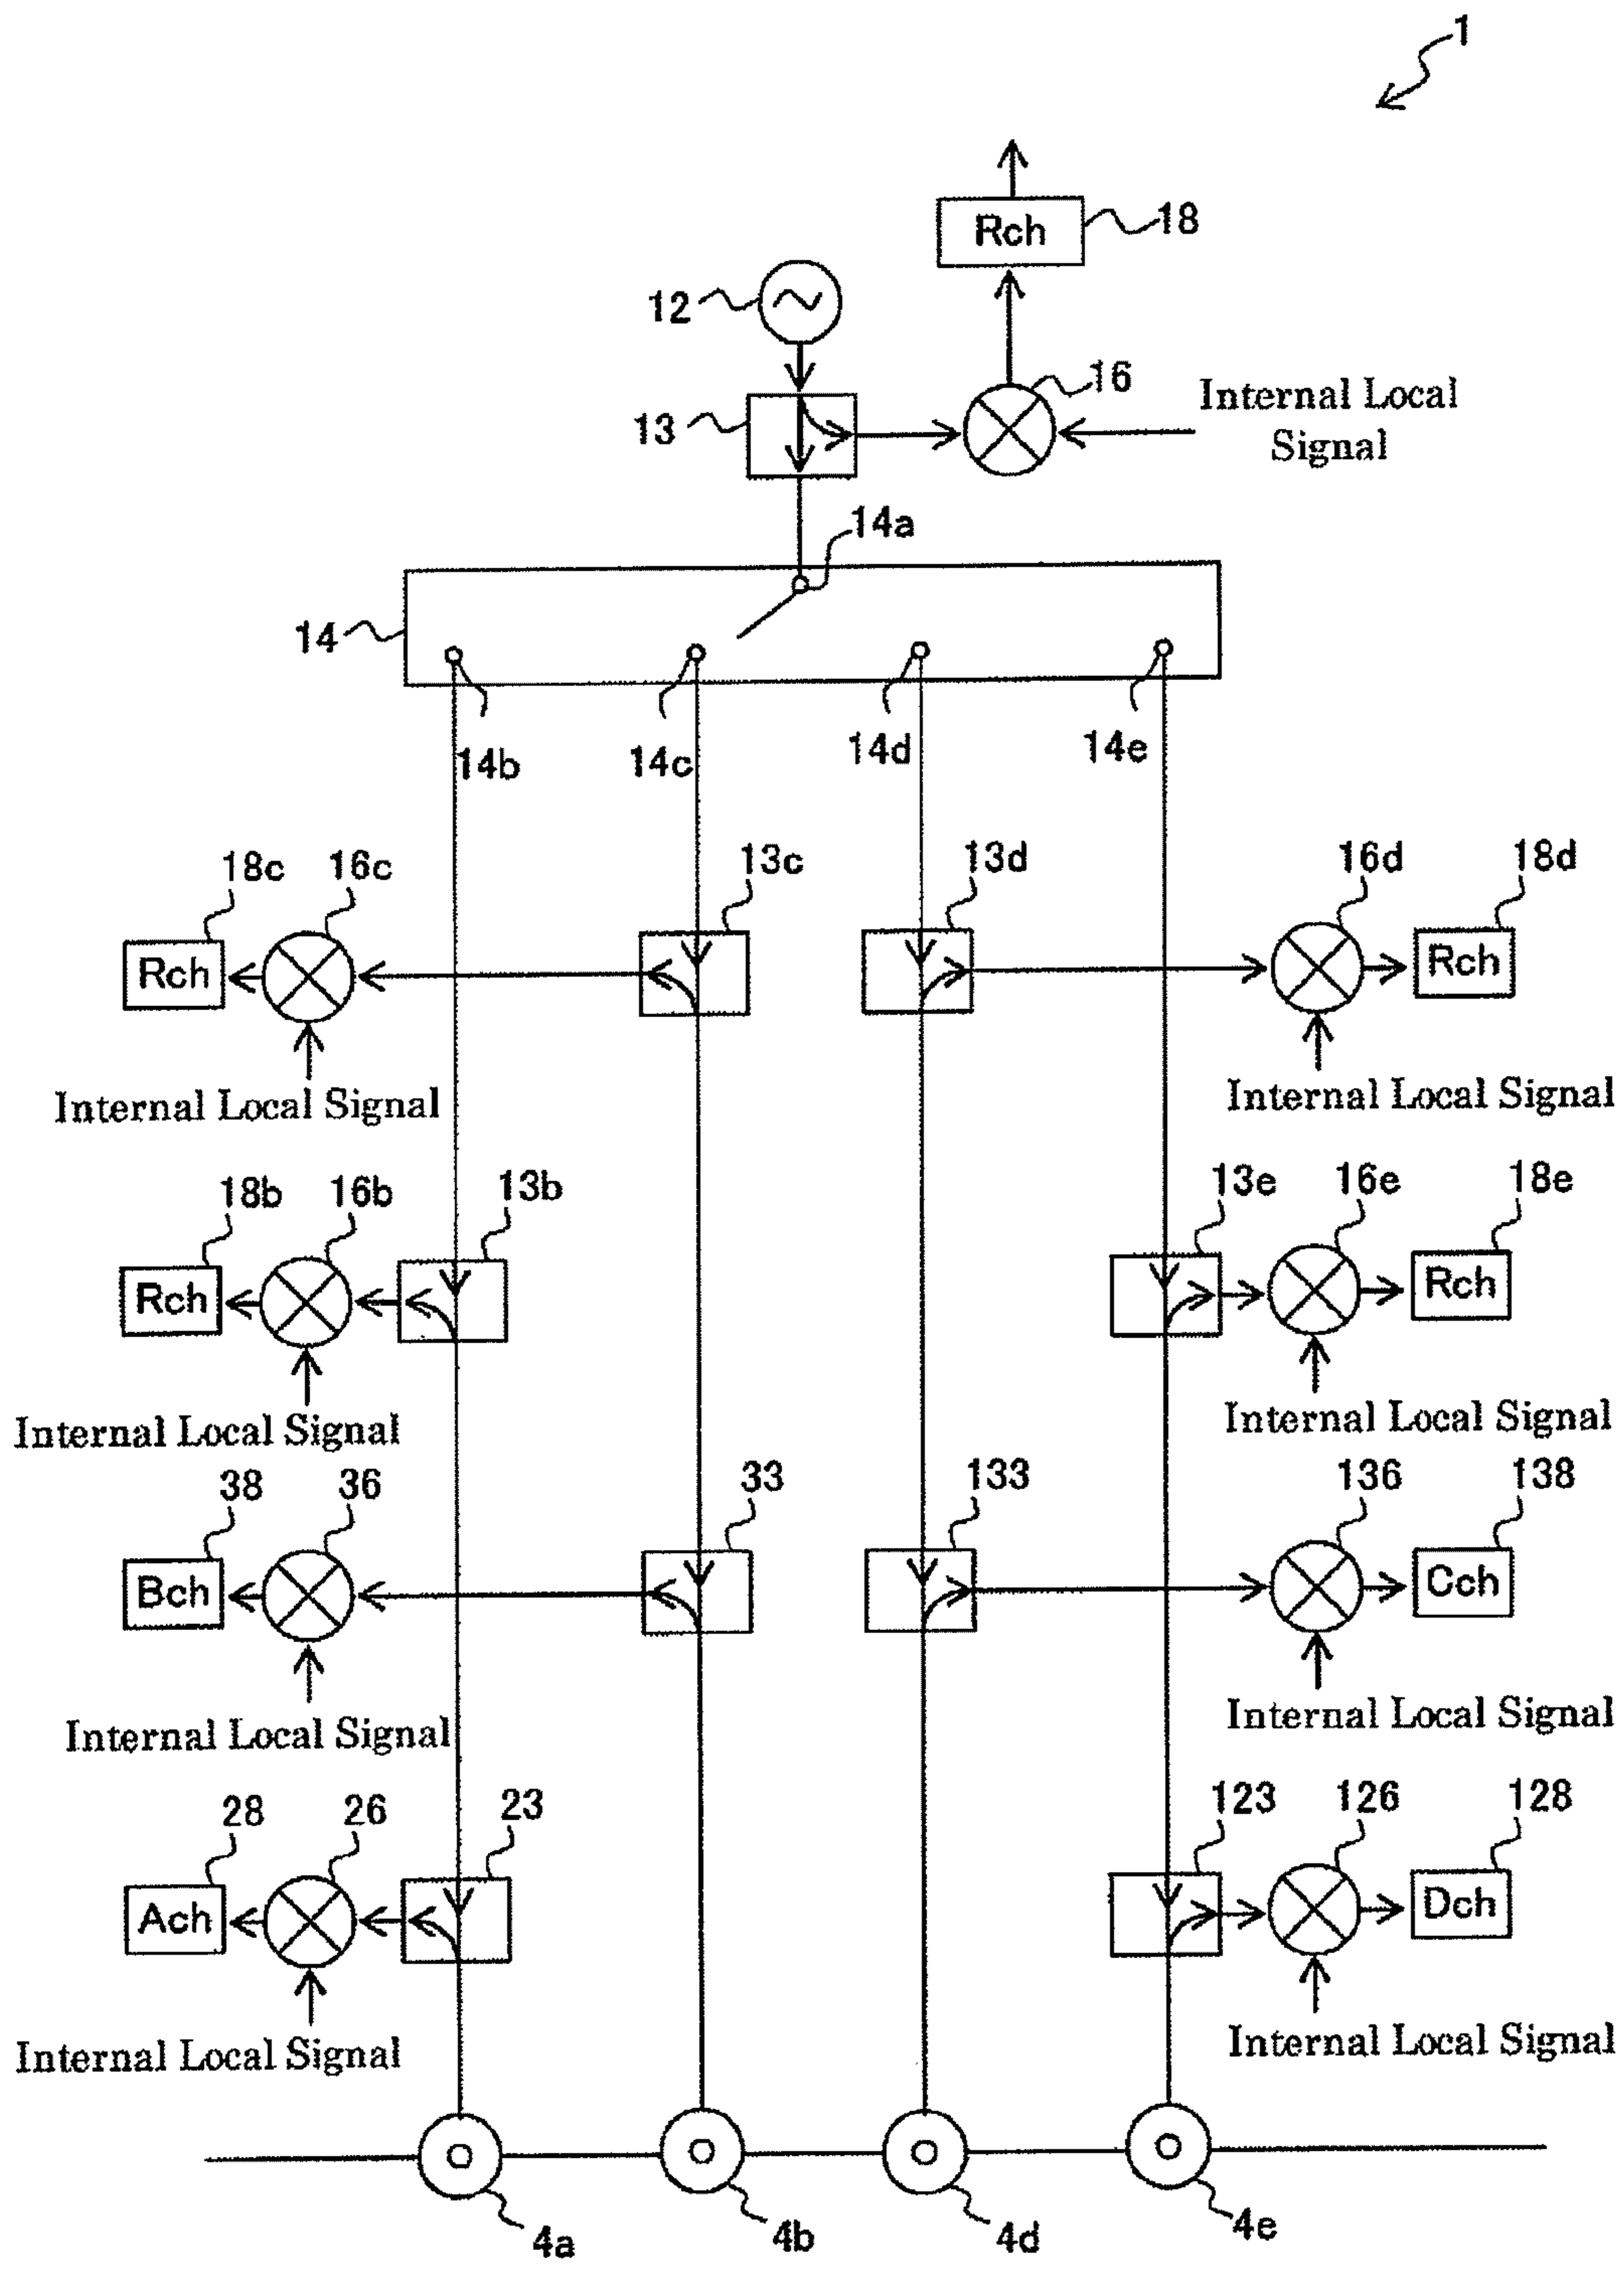 1
Rch
18
12
16
Internal Local
Signal
13
14a
14
14b
14c
14d
14e
18c
16c
13c
13d
16d
18d
Rch
Rch
Internal Local Signal
Internal Local Signal
18b
16b
13b
13e
16e
18e
Rch
Rch
Internal Local Signal
Internal Local Signal
38
36
33
133
136
138
Bch
Cch
Internal Local Signal
Internal Local Signal
28
26
23
123
126
128
Ach
Dch
Internal Local Signal
Internal Local Signal
4a
4b
4d
4e